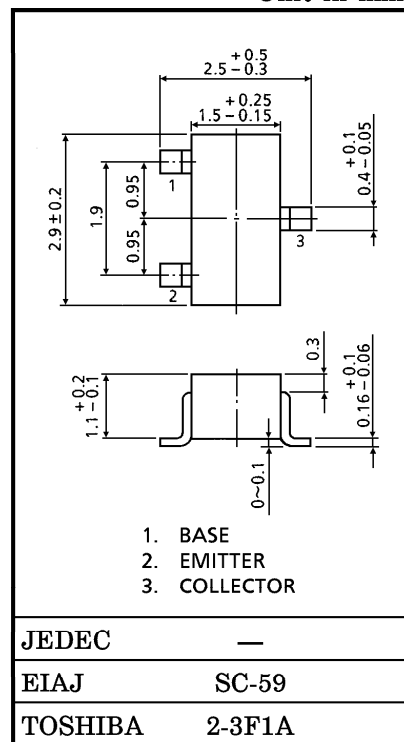 +0.5
2.5 −0.3
+0.25
1.5 −0.15
2.9 ± 0.2
1.9
0.95
0.95
1
2
3
+0.1
0.4 −0.05
+0.2
1.1 −0.1
0.3
+0.1
0.16 −0.06
0~0.1
1. BASE
2. EMITTER
3. COLLECTOR
JEDEC —
EIAJ SC-59
TOSHIBA 2-3F1A